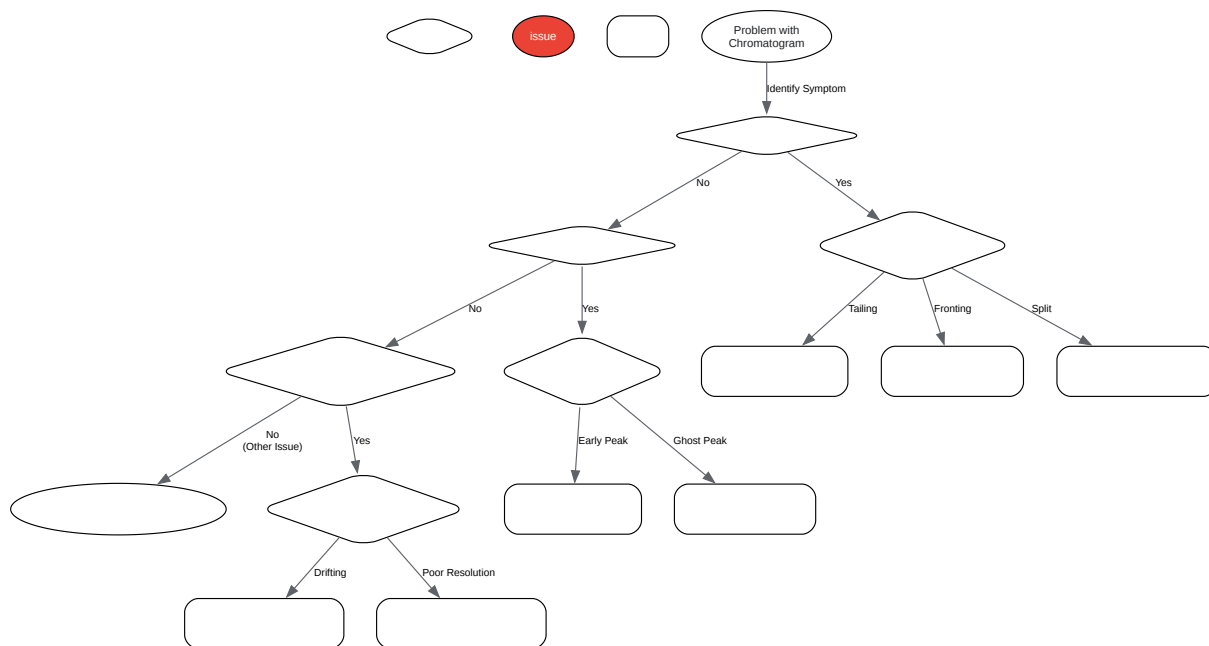 issue
Problem with
Chromatogram
Identify Symptom
No
Yes
No
Yes
Tailing
Fronting
Split
No
(Other Issue)
Yes
Early Peak
Ghost Peak
Drifting
Poor Resolution